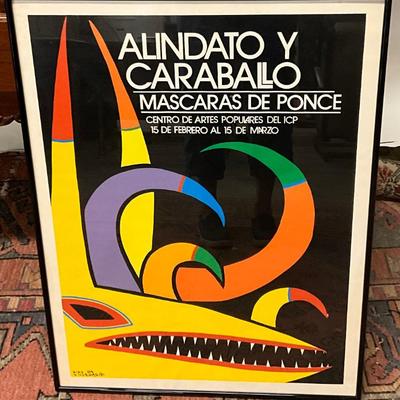 ALINDATO Y
CARABALLO
MASCARAS DE PONCE
CENTRO DE ARTES POPULARES DEL ICP
15 DE FEBRERO AL 15 DE MARZO